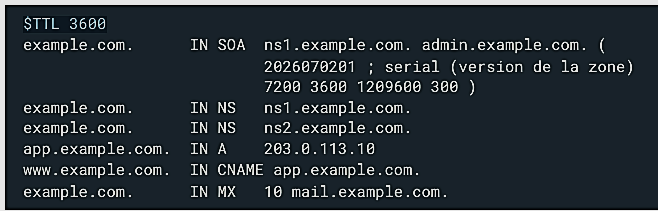 $TTL 3600
example.com. IN SOA ns1.example.com. admin.example.com. (
2026070201 ; serial (version de la zone)
7200 3600 1209600 300 )
example.com. IN NS ns1.example.com.
example.com. IN NS ns2.example.com.
app.example.com. IN A 203.0.113.10
www.example.com. IN CNAME app.example.com.
example.com. IN MX 10 mail.example.com.